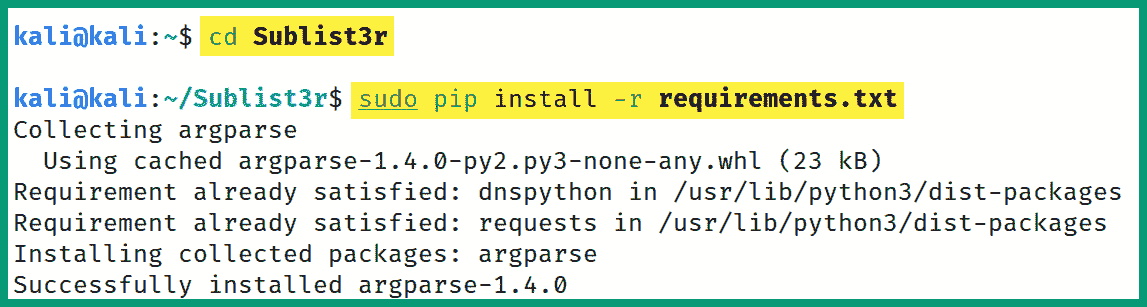 kali@kali:~$ cd Sublist3r
kali@kali:~/Sublist3r$ sudo pip install -r requirements.txt
Collecting argparse
  Using cached argparse-1.4.0-py2.py3-none-any.whl (23 kB)
Requirement already satisfied: dnspython in /usr/lib/python3/dist-packages
Requirement already satisfied: requests in /usr/lib/python3/dist-packages
Installing collected packages: argparse
Successfully installed argparse-1.4.0